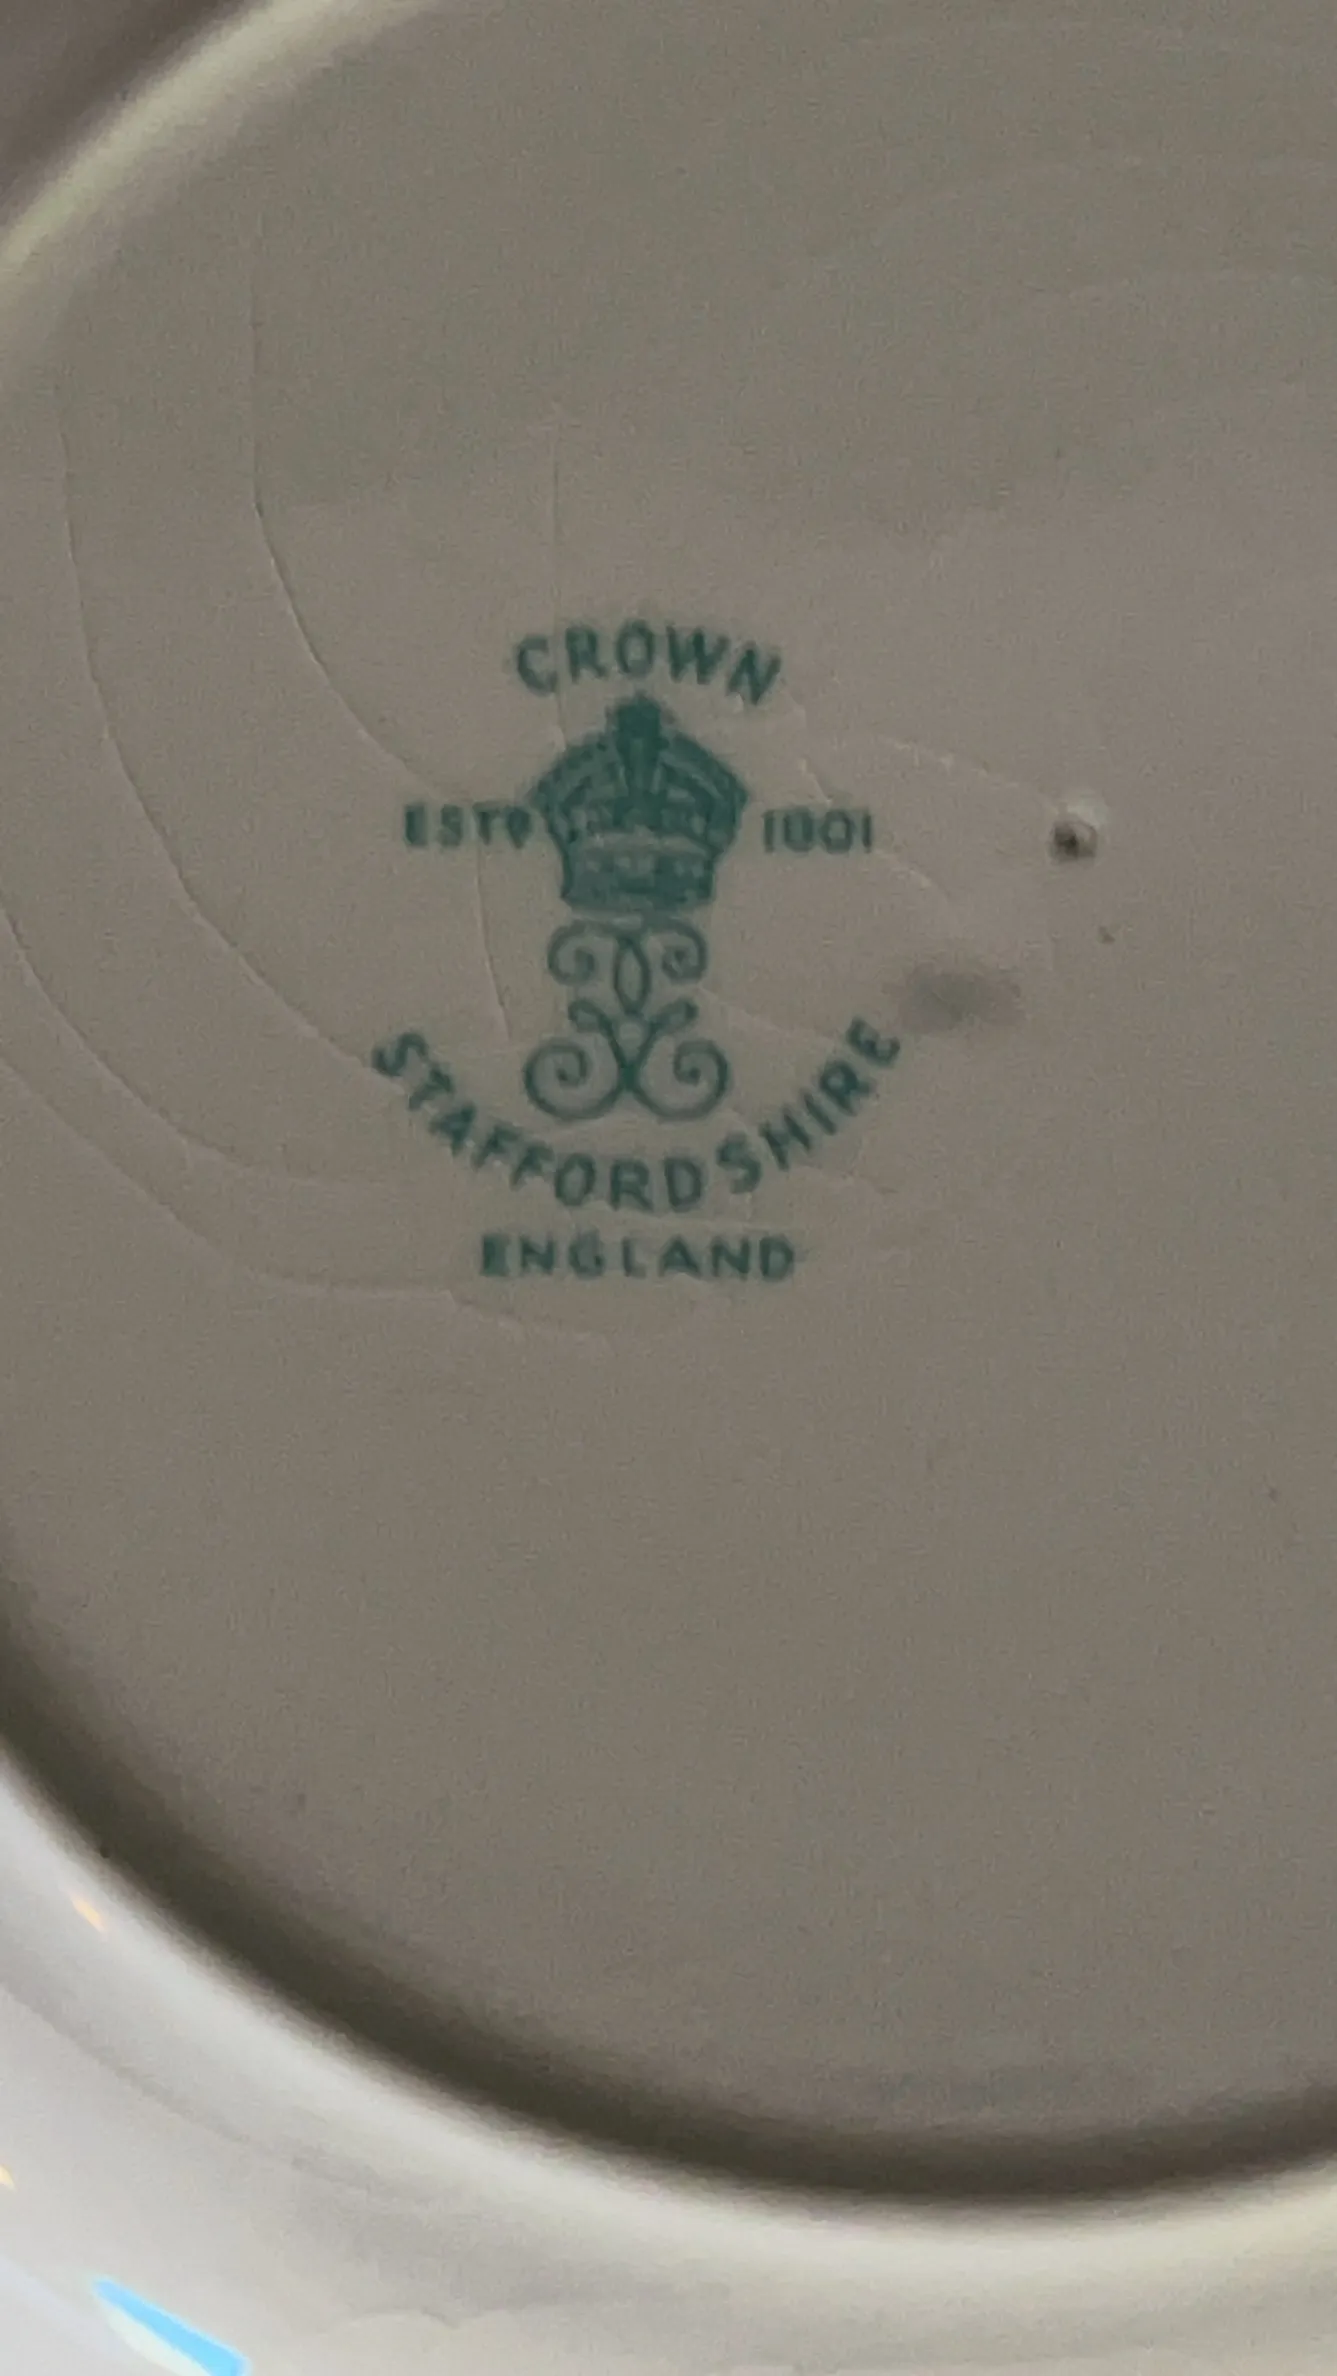 CROWN
ESTD 1801
STAFFORDSHIRE
ENGLAND